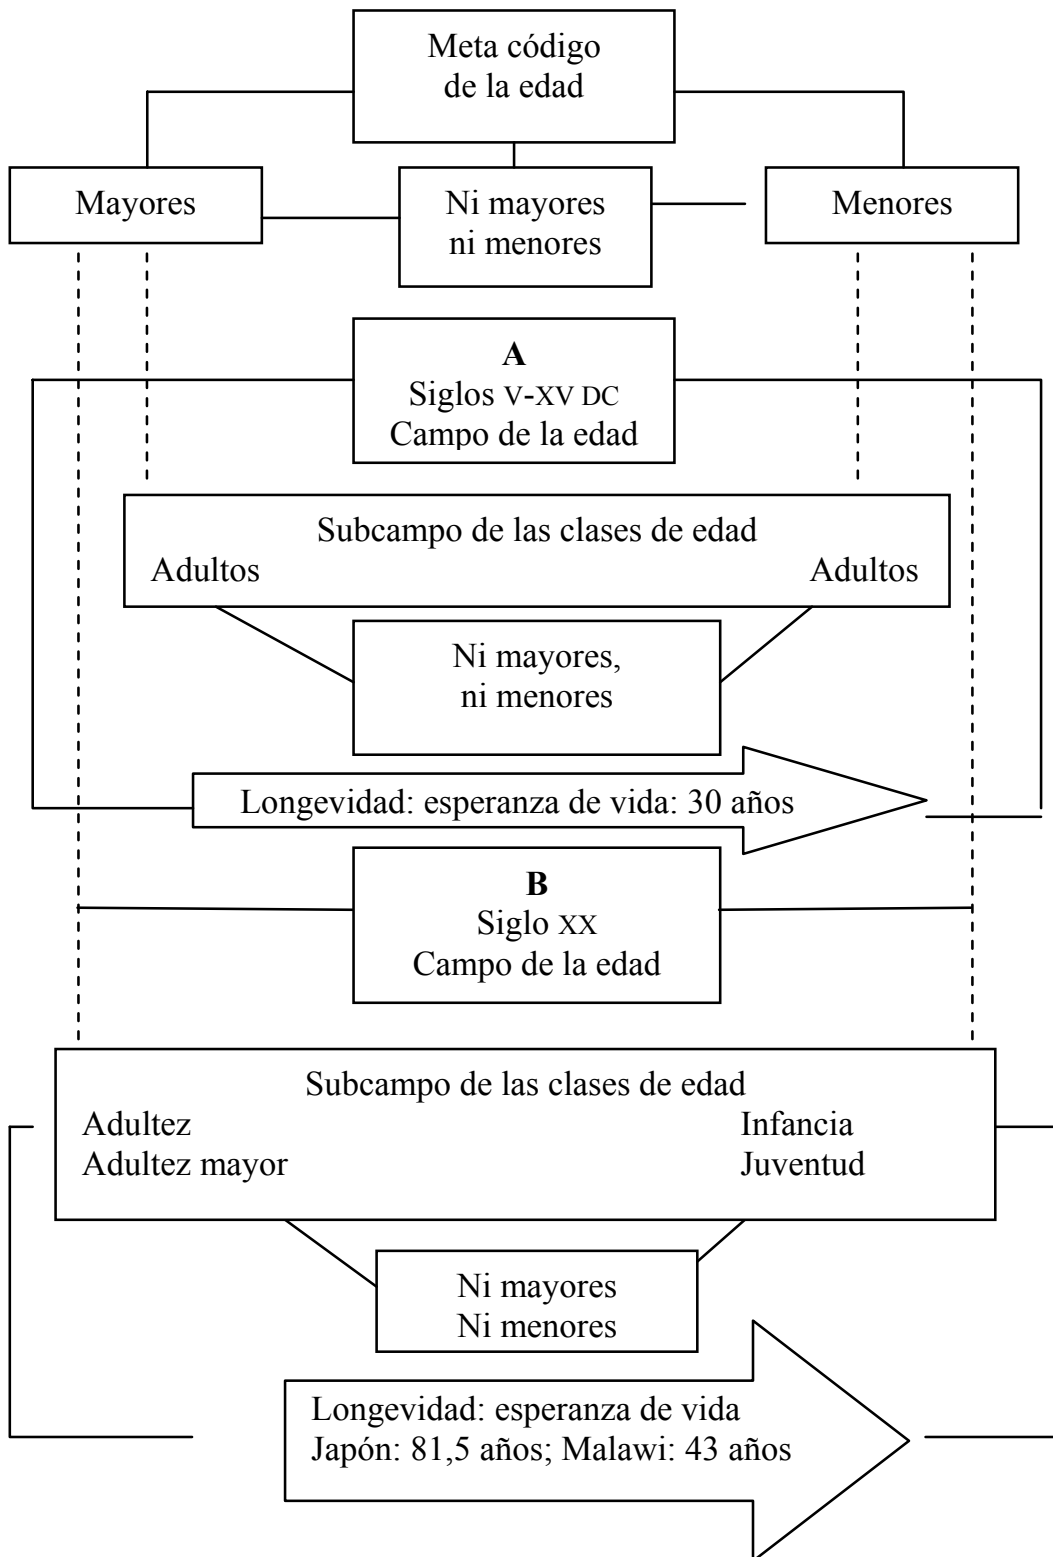 Meta código
de la edad
Mayores
Ni mayores
ni menores
Menores
A
Siglos V-XV DC
Campo de la edad
Subcampo de las clases de edad
Adultos
Adultos
Ni mayores,
ni menores
Longevidad: esperanza de vida: 30 años
B
Siglo XX
Campo de la edad
Subcampo de las clases de edad
Adultez
Adultez mayor
Infancia
Juventud
Ni mayores
Ni menores
Longevidad: esperanza de vida
Japón: 81,5 años; Malawi: 43 años